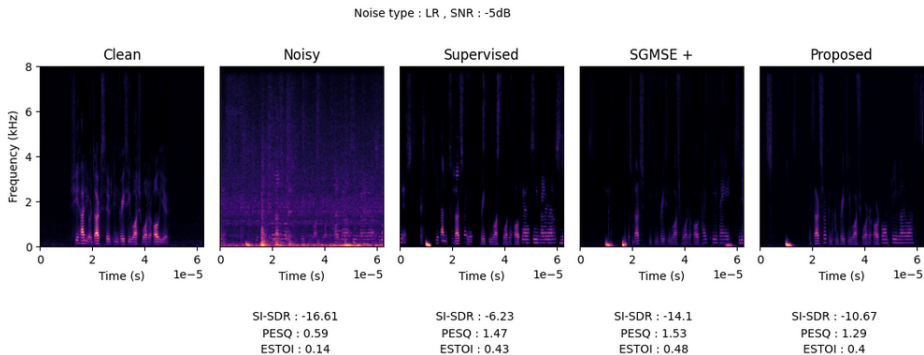 Noise type : LR , SNR : -5dB
Clean
Noisy
Supervised
SGMSE +
Proposed
Frequency (kHz)
8
6
4
2
0
0 2 4 6
1e−5
Time (s)
0 2 4 6
1e−5
Time (s)
0 2 4 6
1e−5
Time (s)
0 2 4 6
1e−5
Time (s)
0 2 4 6
1e−5
Time (s)
SI-SDR : -16.61
PESQ : 0.59
ESTOI : 0.14
SI-SDR : -6.23
PESQ : 1.47
ESTOI : 0.43
SI-SDR : -14.1
PESQ : 1.53
ESTOI : 0.48
SI-SDR : -10.67
PESQ : 1.29
ESTOI : 0.4